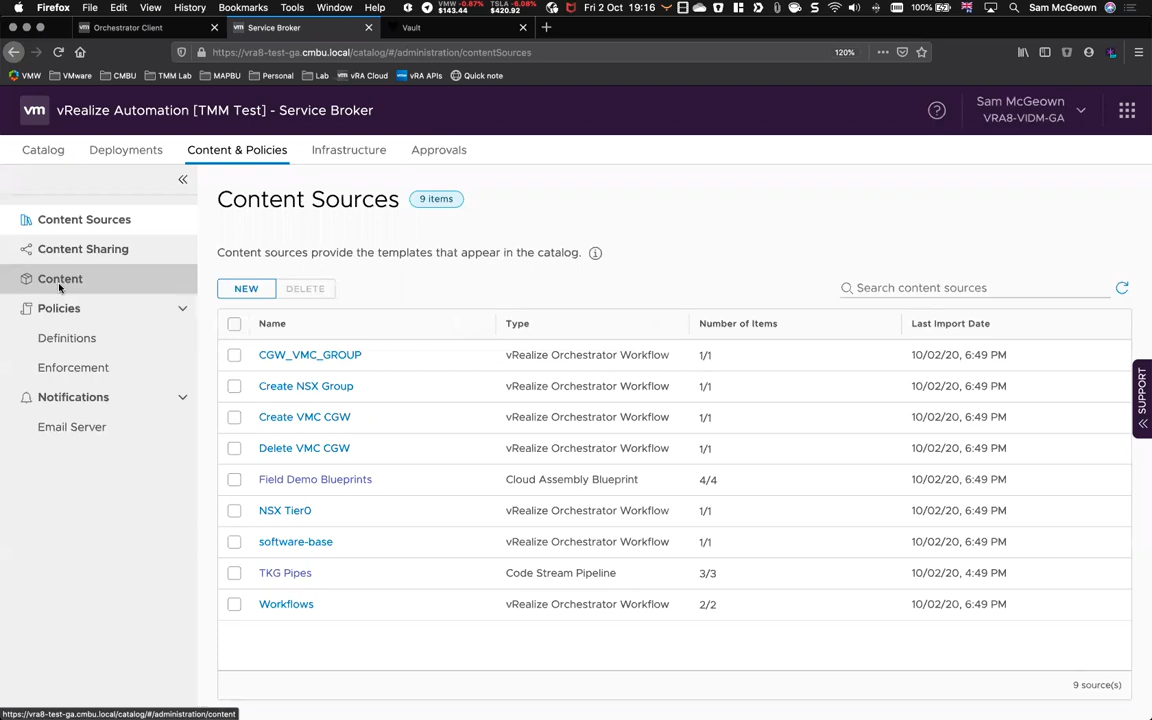 Firefox File Edit View History Bookmarks Tools Window Help VMW -0.87% $143.44 TSLA -6.08% $420.92 Fri 2 Oct 19:16 100% Sam McGeown
Orchestrator Client Service Broker Vault
https://vra8-test-ga.cmbu.local/catalog/#/administration/contentSources 120%
VMW VMware CMBU TMM Lab MAPBU Personal Lab vRA Cloud vRA APIs Quick note
vm vRealize Automation [TMM Test] - Service Broker
Sam McGeown
VRA8-VIDM-GA
Catalog Deployments Content & Policies Infrastructure Approvals
Content Sources
Content Sharing
Content
Policies
Definitions
Enforcement
Notifications
Email Server
Content Sources 9 items
Content sources provide the templates that appear in the catalog.
NEW DELETE Search content sources
Name Type Number of Items Last Import Date
CGW_VMC_GROUP vRealize Orchestrator Workflow 1/1 10/02/20, 6:49 PM
Create NSX Group vRealize Orchestrator Workflow 1/1 10/02/20, 6:49 PM
Create VMC CGW vRealize Orchestrator Workflow 1/1 10/02/20, 6:49 PM
Delete VMC CGW vRealize Orchestrator Workflow 1/1 10/02/20, 6:49 PM
Field Demo Blueprints Cloud Assembly Blueprint 4/4 10/02/20, 6:49 PM
NSX Tier0 vRealize Orchestrator Workflow 1/1 10/02/20, 6:49 PM
software-base vRealize Orchestrator Workflow 1/1 10/02/20, 6:49 PM
TKG Pipes Code Stream Pipeline 3/3 10/02/20, 4:49 PM
Workflows vRealize Orchestrator Workflow 2/2 10/02/20, 6:49 PM
9 source(s)
SUPPORT
https://vra8-test-ga.cmbu.local/catalog/#/administration/content